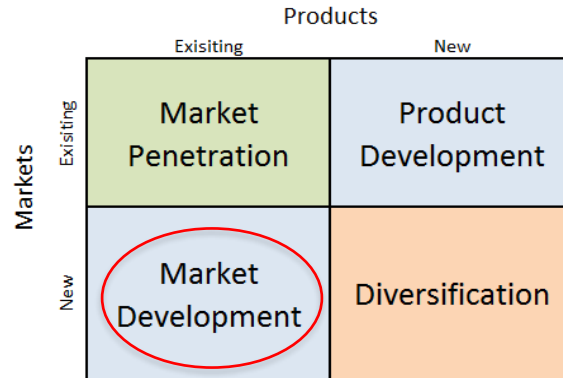 Products
Exisiting New
Exisiting
Markets
Market
Penetration
Product
Development
New
Market
Development
Diversification